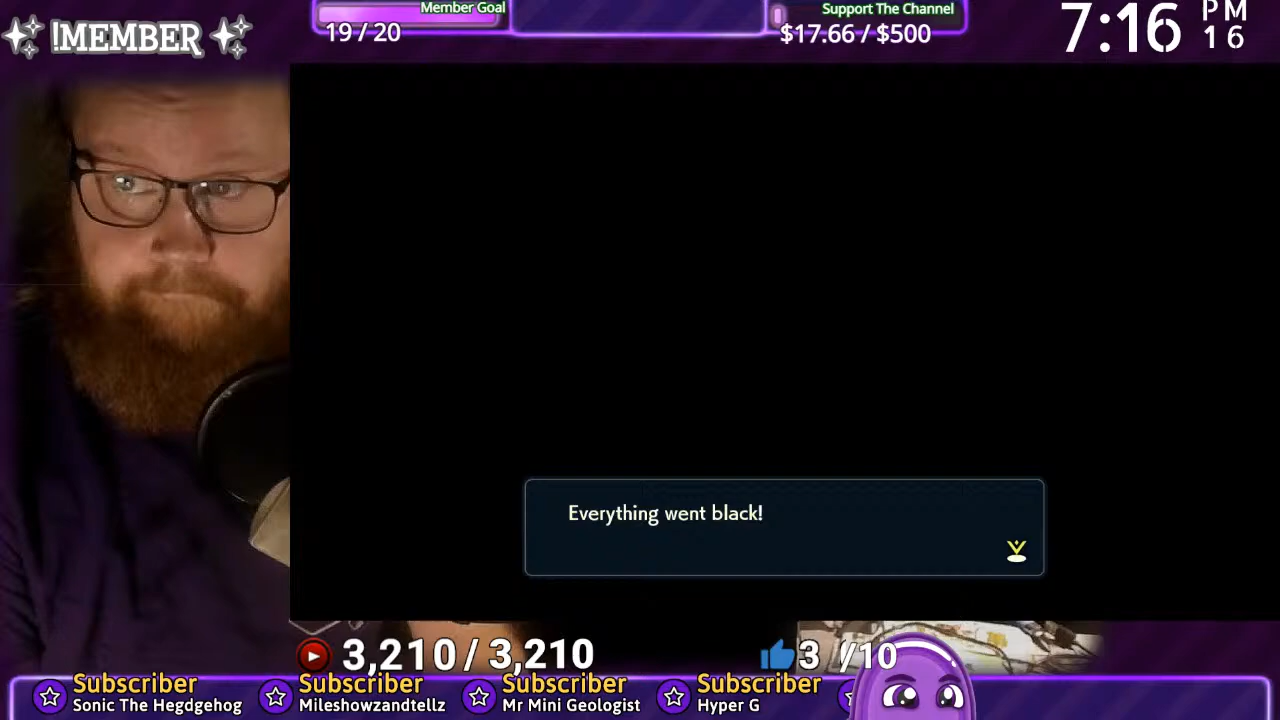 !MEMBER
Member Goal
19 / 20
Support The Channel
$17.66 / $500
7:16 PM
16
Everything went black!
3,210 / 3,210
3 /10
Subscriber
Sonic The Hegdgehog
Subscriber
Mileshowzandtellz
Subscriber
Mr Mini Geologist
Subscriber
Hyper G